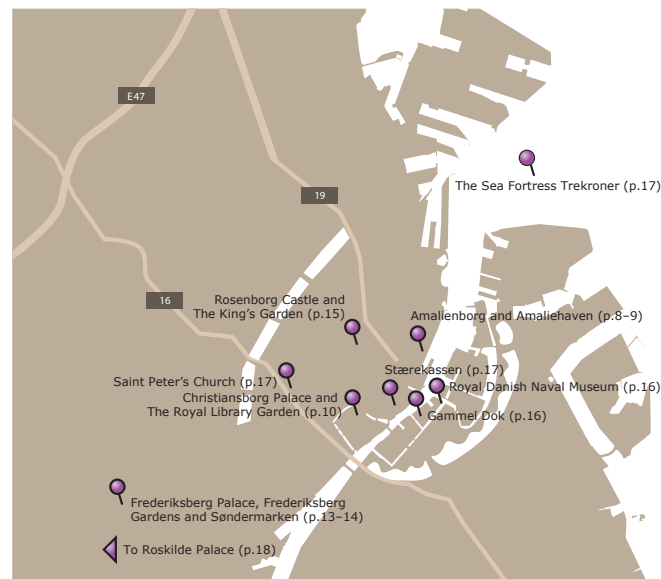 E47
The Sea Fortress Trekroner (p.17)
19
16
Rosenborg Castle and
The King's Garden (p.15)
Amalienborg and Amaliehaven (p.8–9)
Stærekassen (p.17)
Saint Peter's Church (p.17)
Royal Danish Naval Museum (p.16)
Christiansborg Palace and
The Royal Library Garden (p.10)
Gammel Dok (p.16)
Frederiksberg Palace, Frederiksberg
Gardens and Søndermarken (p.13–14)
To Roskilde Palace (p.18)